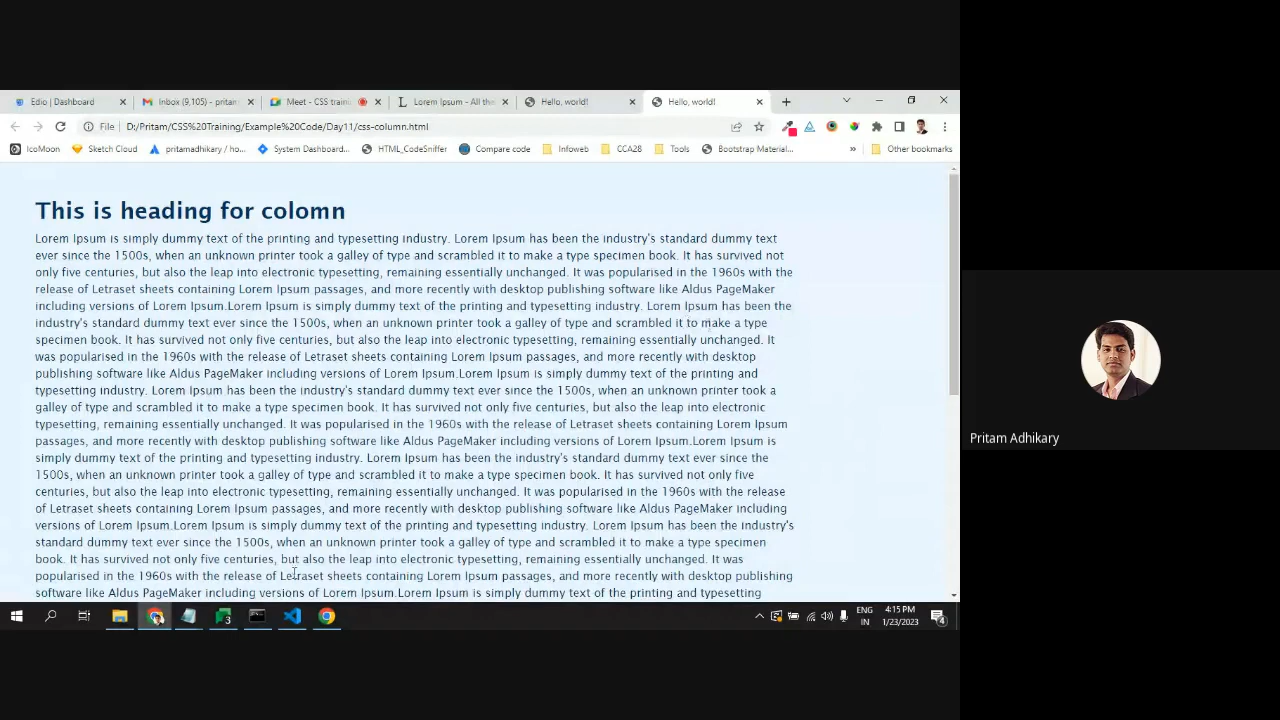 Edio | Dashboard
Inbox (9,105) - pritam
Meet - CSS traini
Lorem Ipsum - All the
Hello, world!
Hello, world!
File
D:/Pritam/CSS%20Training/Example%20Code/Day11/css-column.html
IcoMoon
Sketch Cloud
pritamadhikary / ho...
System Dashboard...
HTML_CodeSniffer
Compare code
Infoweb
CCA28
Tools
Bootstrap Material...
»
Other bookmarks
This is heading for colomn
Lorem Ipsum is simply dummy text of the printing and typesetting industry. Lorem Ipsum has been the industry's standard dummy text
ever since the 1500s, when an unknown printer took a galley of type and scrambled it to make a type specimen book. It has survived not
only five centuries, but also the leap into electronic typesetting, remaining essentially unchanged. It was popularised in the 1960s with the
release of Letraset sheets containing Lorem Ipsum passages, and more recently with desktop publishing software like Aldus PageMaker
including versions of Lorem Ipsum.Lorem Ipsum is simply dummy text of the printing and typesetting industry. Lorem Ipsum has been the
industry's standard dummy text ever since the 1500s, when an unknown printer took a galley of type and scrambled it to make a type
specimen book. It has survived not only five centuries, but also the leap into electronic typesetting, remaining essentially unchanged. It
was popularised in the 1960s with the release of Letraset sheets containing Lorem Ipsum passages, and more recently with desktop
publishing software like Aldus PageMaker including versions of Lorem Ipsum.Lorem Ipsum is simply dummy text of the printing and
typesetting industry. Lorem Ipsum has been the industry's standard dummy text ever since the 1500s, when an unknown printer took a
galley of type and scrambled it to make a type specimen book. It has survived not only five centuries, but also the leap into electronic
typesetting, remaining essentially unchanged. It was popularised in the 1960s with the release of Letraset sheets containing Lorem Ipsum
passages, and more recently with desktop publishing software like Aldus PageMaker including versions of Lorem Ipsum.Lorem Ipsum is
simply dummy text of the printing and typesetting industry. Lorem Ipsum has been the industry's standard dummy text ever since the
1500s, when an unknown printer took a galley of type and scrambled it to make a type specimen book. It has survived not only five
centuries, but also the leap into electronic typesetting, remaining essentially unchanged. It was popularised in the 1960s with the release
of Letraset sheets containing Lorem Ipsum passages, and more recently with desktop publishing software like Aldus PageMaker including
versions of Lorem Ipsum.Lorem Ipsum is simply dummy text of the printing and typesetting industry. Lorem Ipsum has been the industry's
standard dummy text ever since the 1500s, when an unknown printer took a galley of type and scrambled it to make a type specimen
book. It has survived not only five centuries, but also the leap into electronic typesetting, remaining essentially unchanged. It was
popularised in the 1960s with the release of Letraset sheets containing Lorem Ipsum passages, and more recently with desktop publishing
software like Aldus PageMaker including versions of Lorem Ipsum.Lorem Ipsum is simply dummy text of the printing and typesetting
Pritam Adhikary
3
ENG
IN
4:15 PM
1/23/2023
4